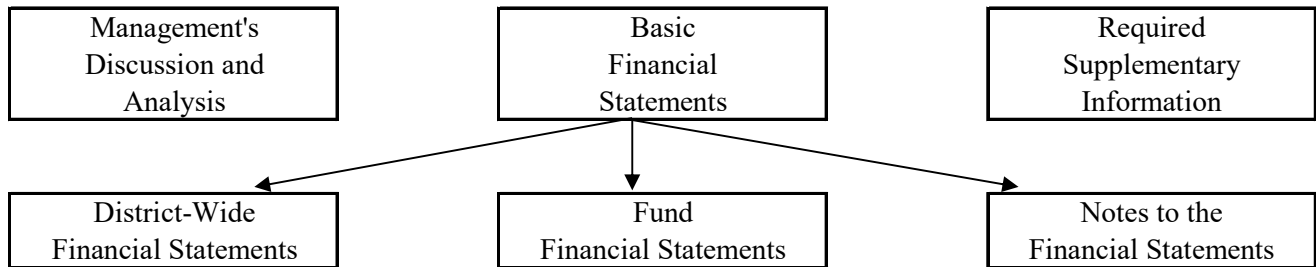 Management's
Discussion and
Analysis
Basic
Financial
Statements
Required
Supplementary
Information
District-Wide
Financial Statements
Fund
Financial Statements
Notes to the
Financial Statements